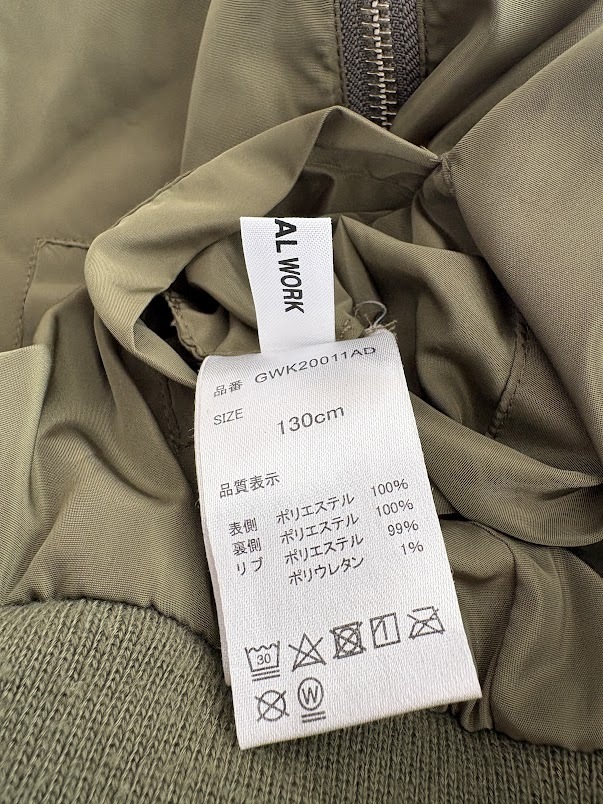 AL WORK
品番 GWK20011AD
SIZE 130cm
品質表示
表側 ポリエステル 100%
裏側 ポリエステル 100%
リブ ポリエステル 99%
ポリウレタン 1%
30
W